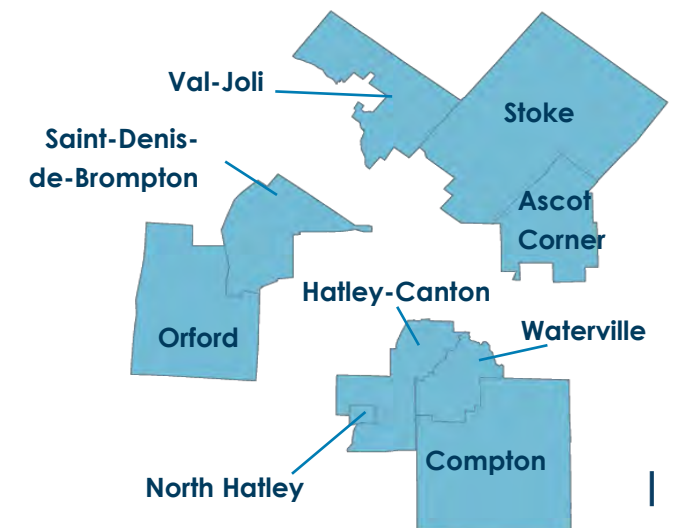 Val-Joli
Stoke
Saint-Denis-
de-Brompton
Ascot
Corner
Hatley-Canton
Waterville
Orford
Compton
North Hatley